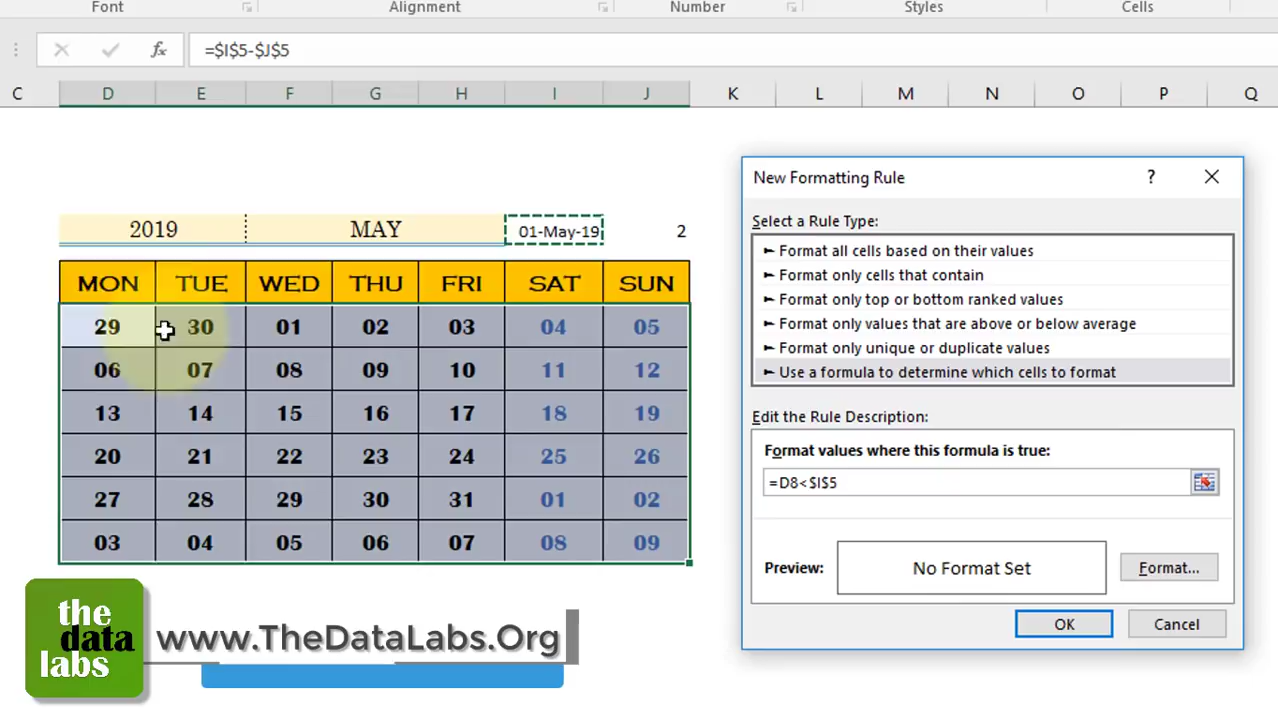 Font Alignment Number Styles Cells
fx =$I$5-$J$5
C D E F G H I J K L M N O P Q
2019 MAY 01-May-19 2
MON TUE WED THU FRI SAT SUN
29 30 01 02 03 04 05
06 07 08 09 10 11 12
13 14 15 16 17 18 19
20 21 22 23 24 25 26
27 28 29 30 31 01 02
03 04 05 06 07 08 09
New Formatting Rule ?
Select a Rule Type:
► Format all cells based on their values
► Format only cells that contain
► Format only top or bottom ranked values
► Format only values that are above or below average
► Format only unique or duplicate values
► Use a formula to determine which cells to format
Edit the Rule Description:
Format values where this formula is true:
=D8<$I$5
Preview: No Format Set Format...
OK Cancel
the
data
labs
www.TheDataLabs.Org